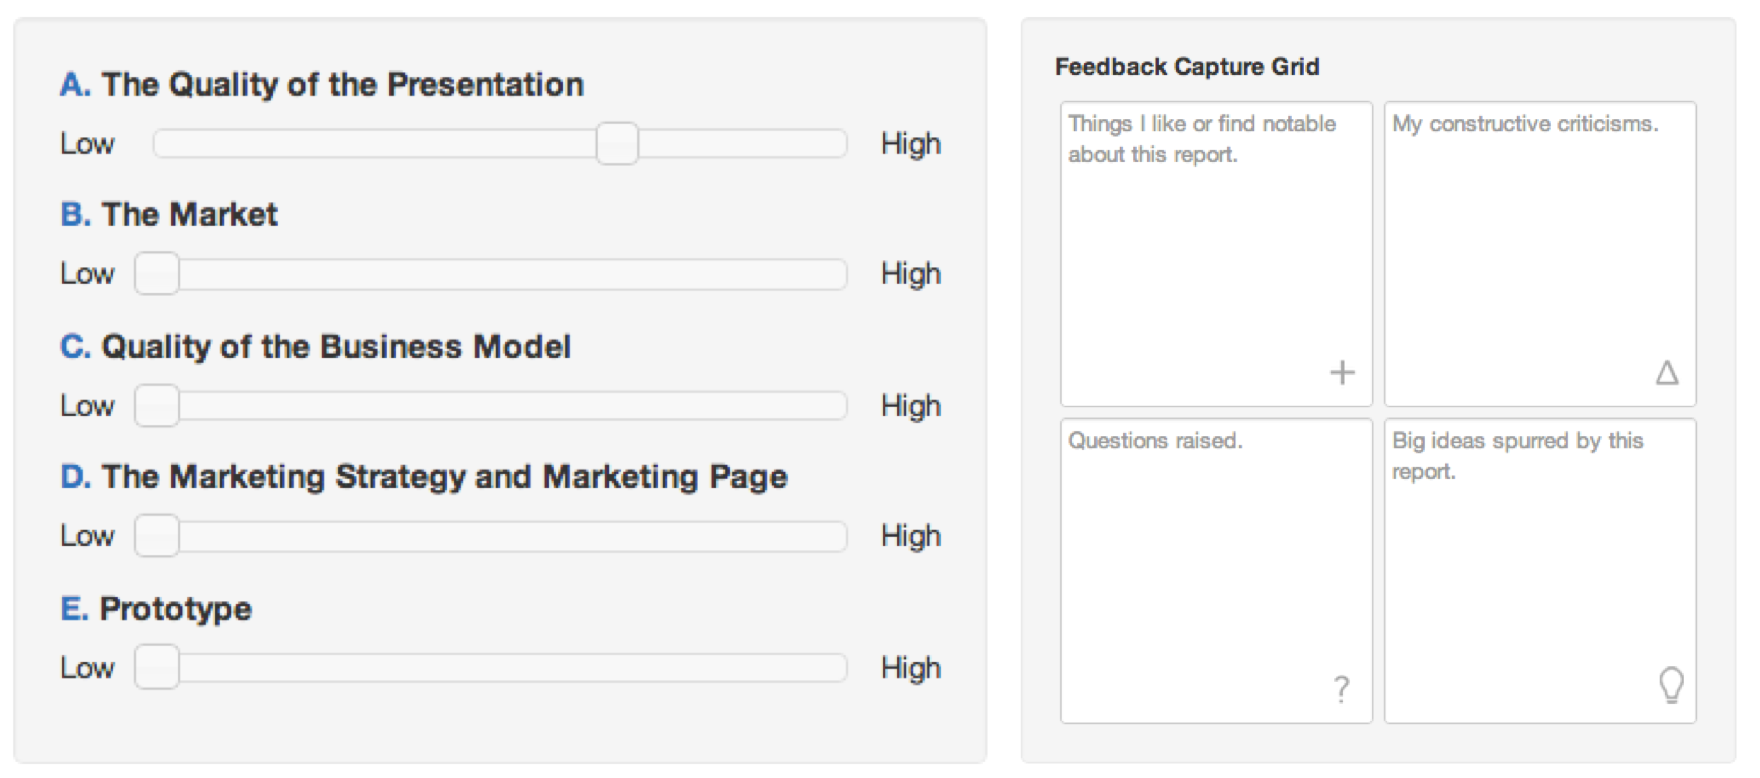 A. The Quality of the Presentation
Low High
B. The Market
Low High
C. Quality of the Business Model
Low High
D. The Marketing Strategy and Marketing Page
Low High
E. Prototype
Low High
Feedback Capture Grid
Things I like or find notable
about this report.
+
My constructive criticisms.
Δ
Questions raised.
?
Big ideas spurred by this
report.